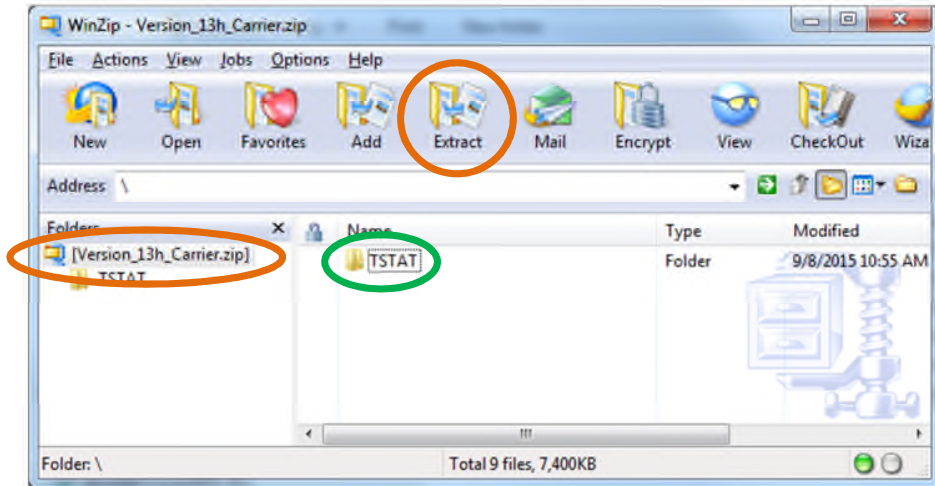 WinZip - Version_13h_Carrier.zip
File Actions View Jobs Options Help
New Open Favorites Add Extract Mail Encrypt View CheckOut Wiza
Address \
Folders Name Type Modified
[Version_13h_Carrier.zip] TSTAT Folder 9/8/2015 10:55 AM
TSTAT
Folder: \ Total 9 files, 7,400KB